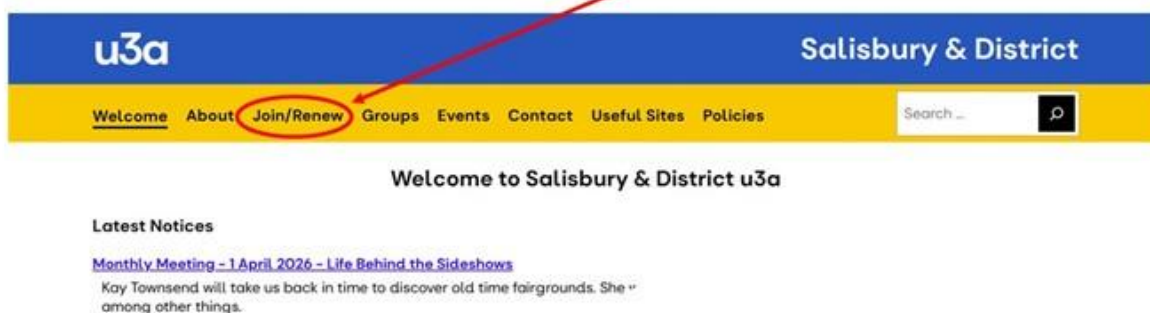 u3a
Salisbury & District
Welcome About Join/Renew Groups Events Contact Useful Sites Policies Search ...
Welcome to Salisbury & District u3a
Latest Notices
Monthly Meeting - 1 April 2026 - Life Behind the Sideshows
Kay Townsend will take us back in time to discover old time fairgrounds. She
among other things.